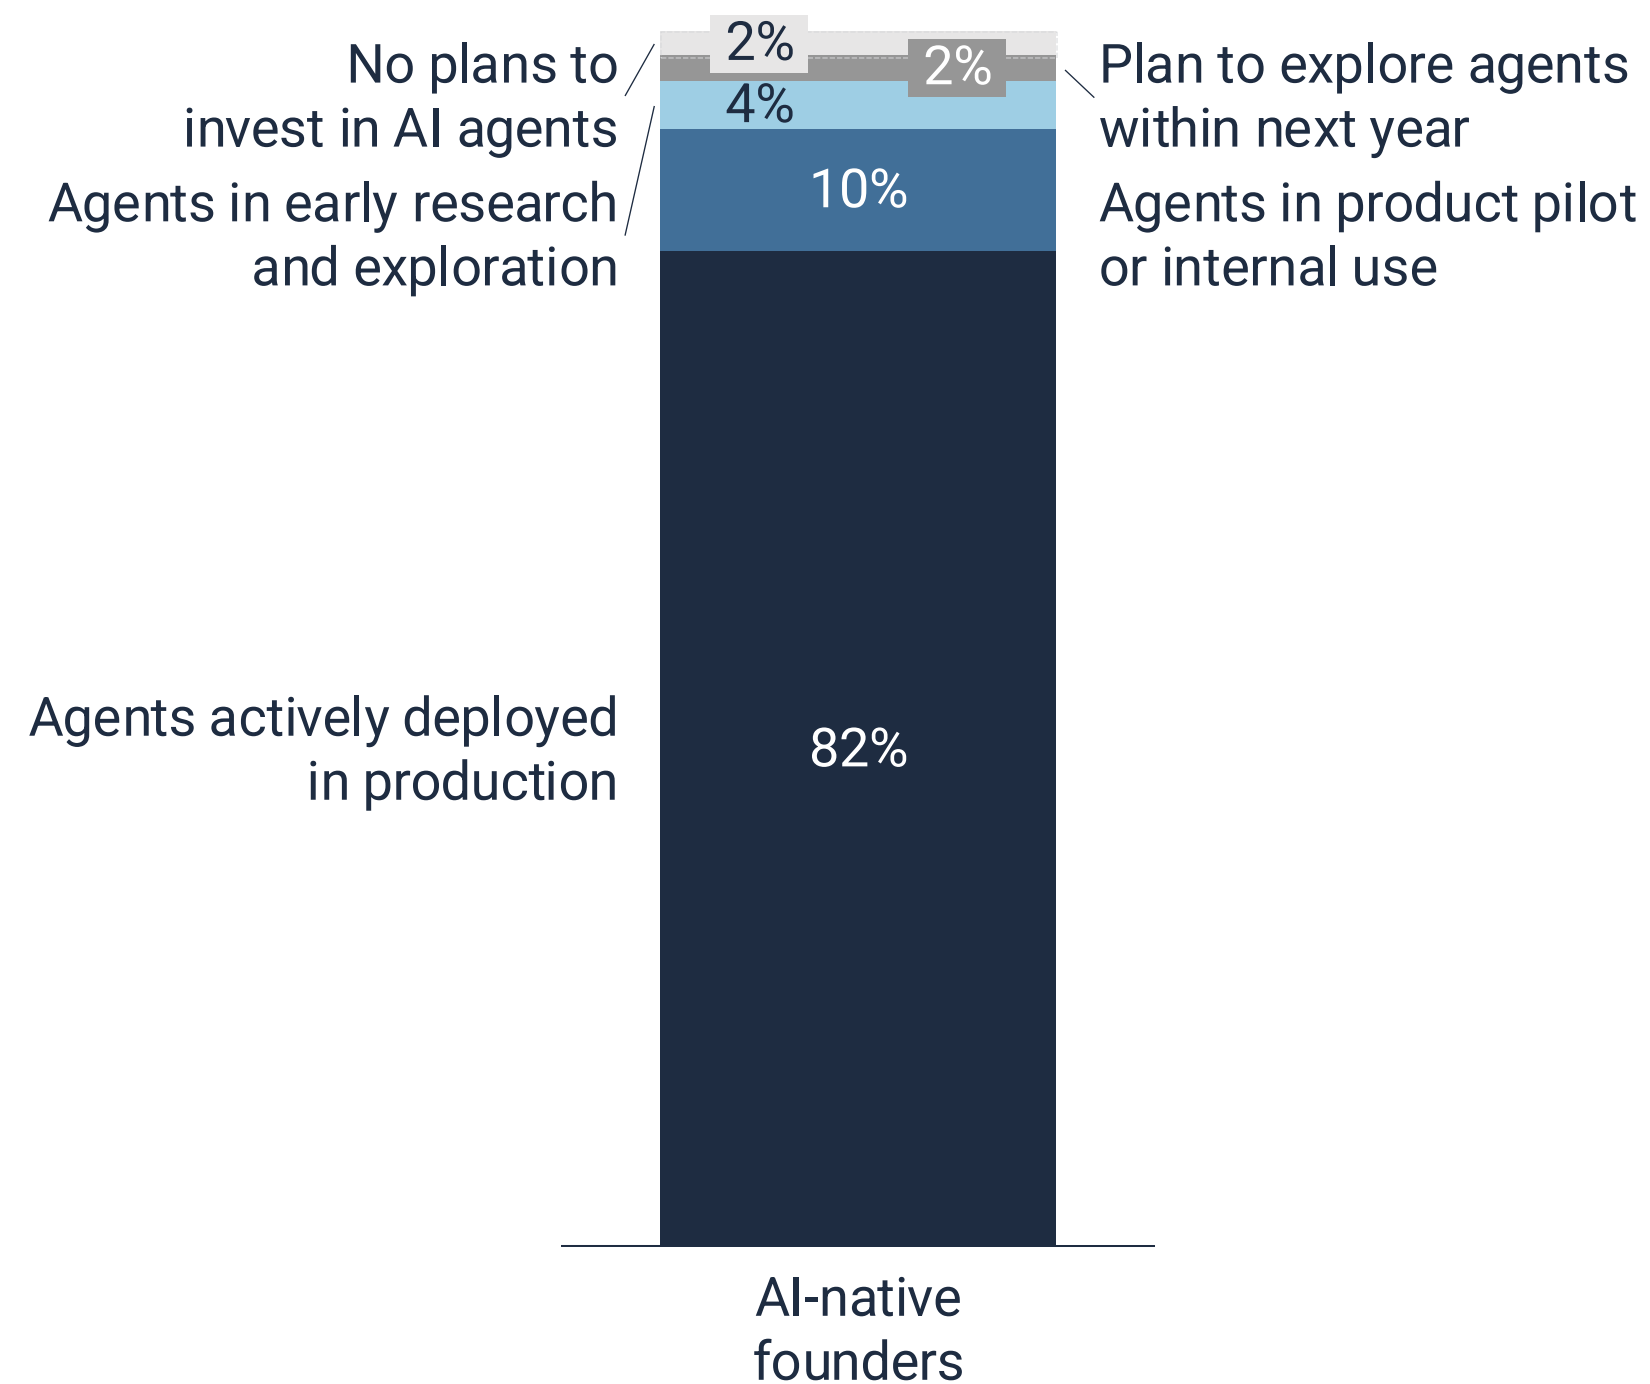 No plans to
invest in AI agents
Agents in early research
and exploration
2%
2%
4%
10%
Plan to explore agents
within next year
Agents in product pilot
or internal use
Agents actively deployed
in production
82%
AI-native
founders